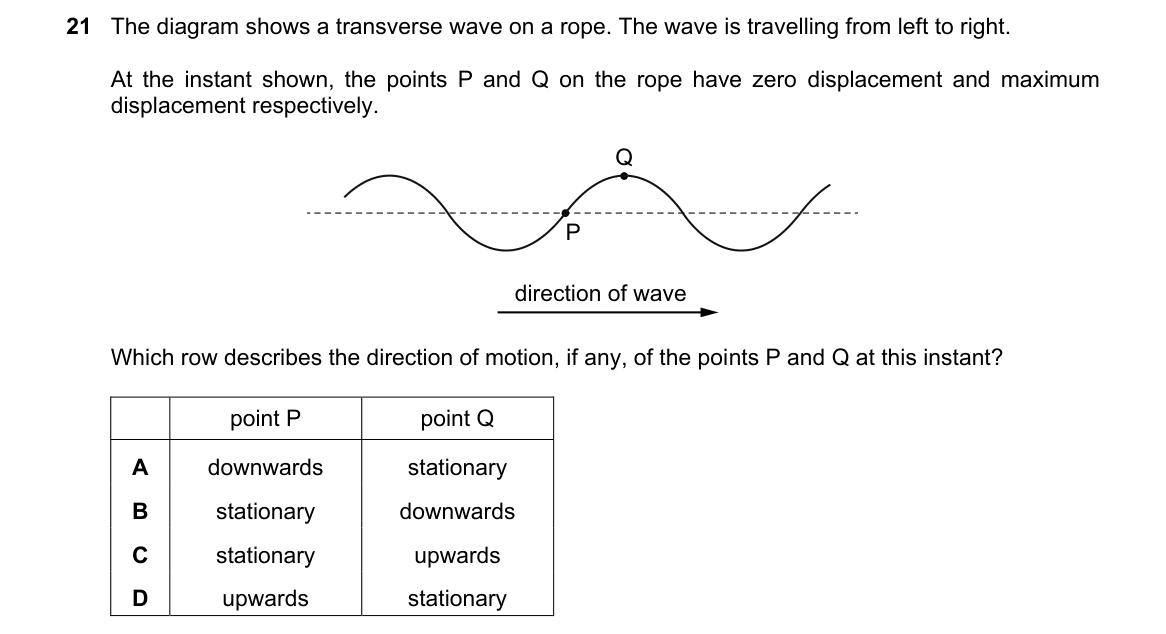 21 The diagram shows a transverse wave on a rope. The wave is travelling from left to right.
At the instant shown, the points P and Q on the rope have zero displacement and maximum
displacement respectively.
Q
P
direction of wave
Which row describes the direction of motion, if any, of the points P and Q at this instant?
point P point Q
A downwards stationary
B stationary downwards
C stationary upwards
D upwards stationary